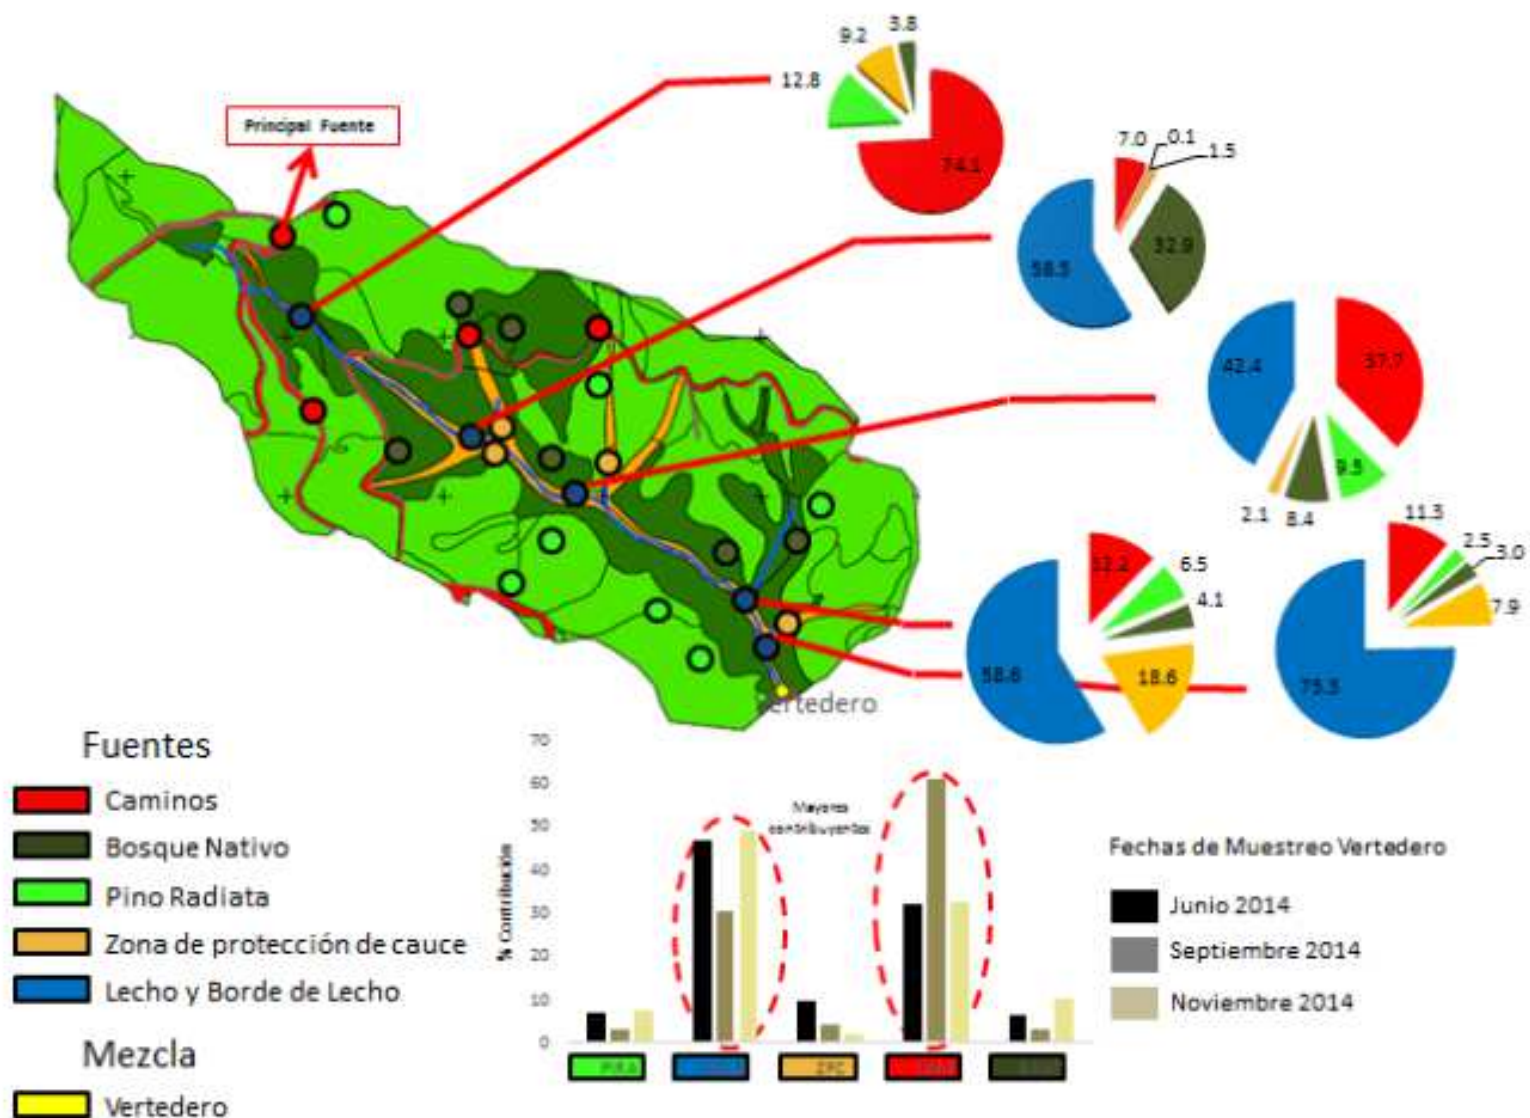 Principal Fuente
3.8
9.2
12.8
74.1
7.0
0.1
1.5
32.9
58.5
42.4
37.7
9.5
8.4
2.1
12.2
6.5
4.1
18.6
58.6
11.3
2.5
3.0
7.9
75.3
Vertedero
Fuentes
Caminos
Bosque Nativo
Pino Radiata
Zona de protección de cauce
Lecho y Borde de Lecho
Mezcla
Vertedero
% Contribución
70
60
50
40
30
20
10
0
Mayores
contribuyentes
ZPC
Fechas de Muestreo Vertedero
Junio 2014
Septiembre 2014
Noviembre 2014